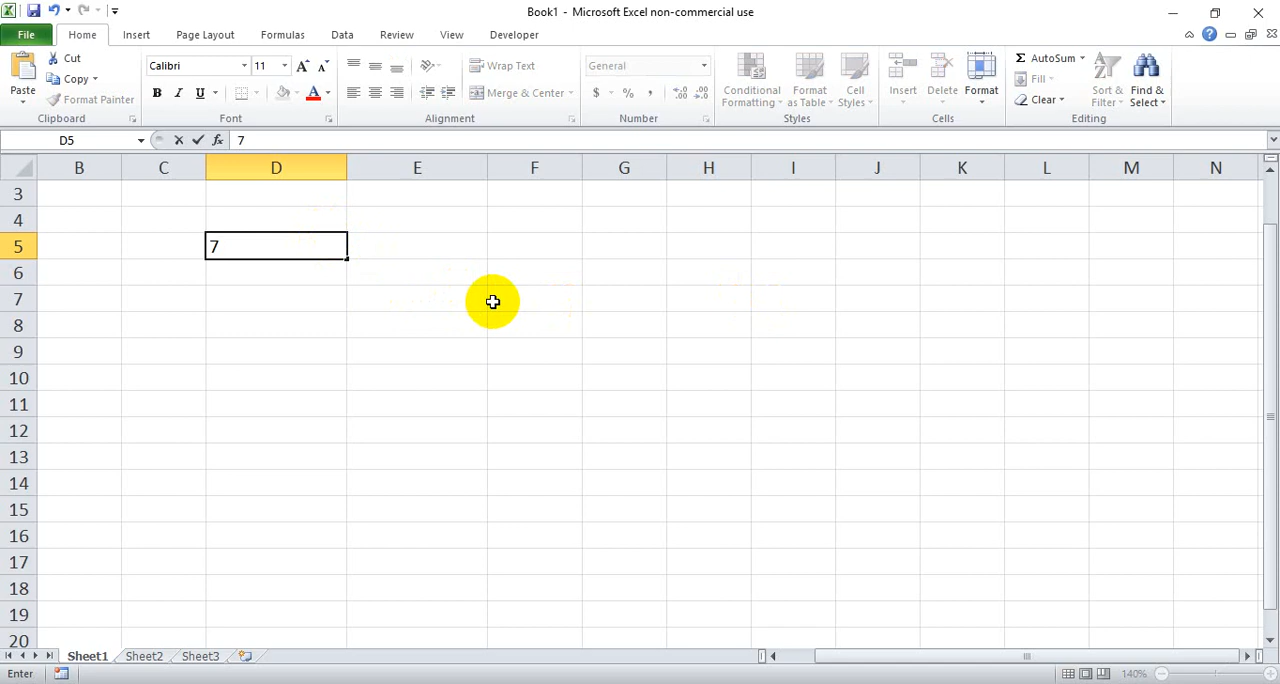 Book1 - Microsoft Excel non-commercial use
File Home Insert Page Layout Formulas Data Review View Developer
Paste
Cut
Copy
Format Painter
Clipboard
Calibri 11
B I U A
Font
Wrap Text
Merge & Center
Alignment
General
$ % ,
Number
Conditional Formatting
Format as Table
Cell Styles
Styles
Insert Delete Format
Cells
Σ AutoSum
Fill
Clear
Sort & Filter
Find & Select
Editing
D5 fx 7
B C D E F G H I J K L M N
3
4
5 7
6
7
8
9
10
11
12
13
14
15
16
17
18
19
20
Sheet1 Sheet2 Sheet3
Enter 140%